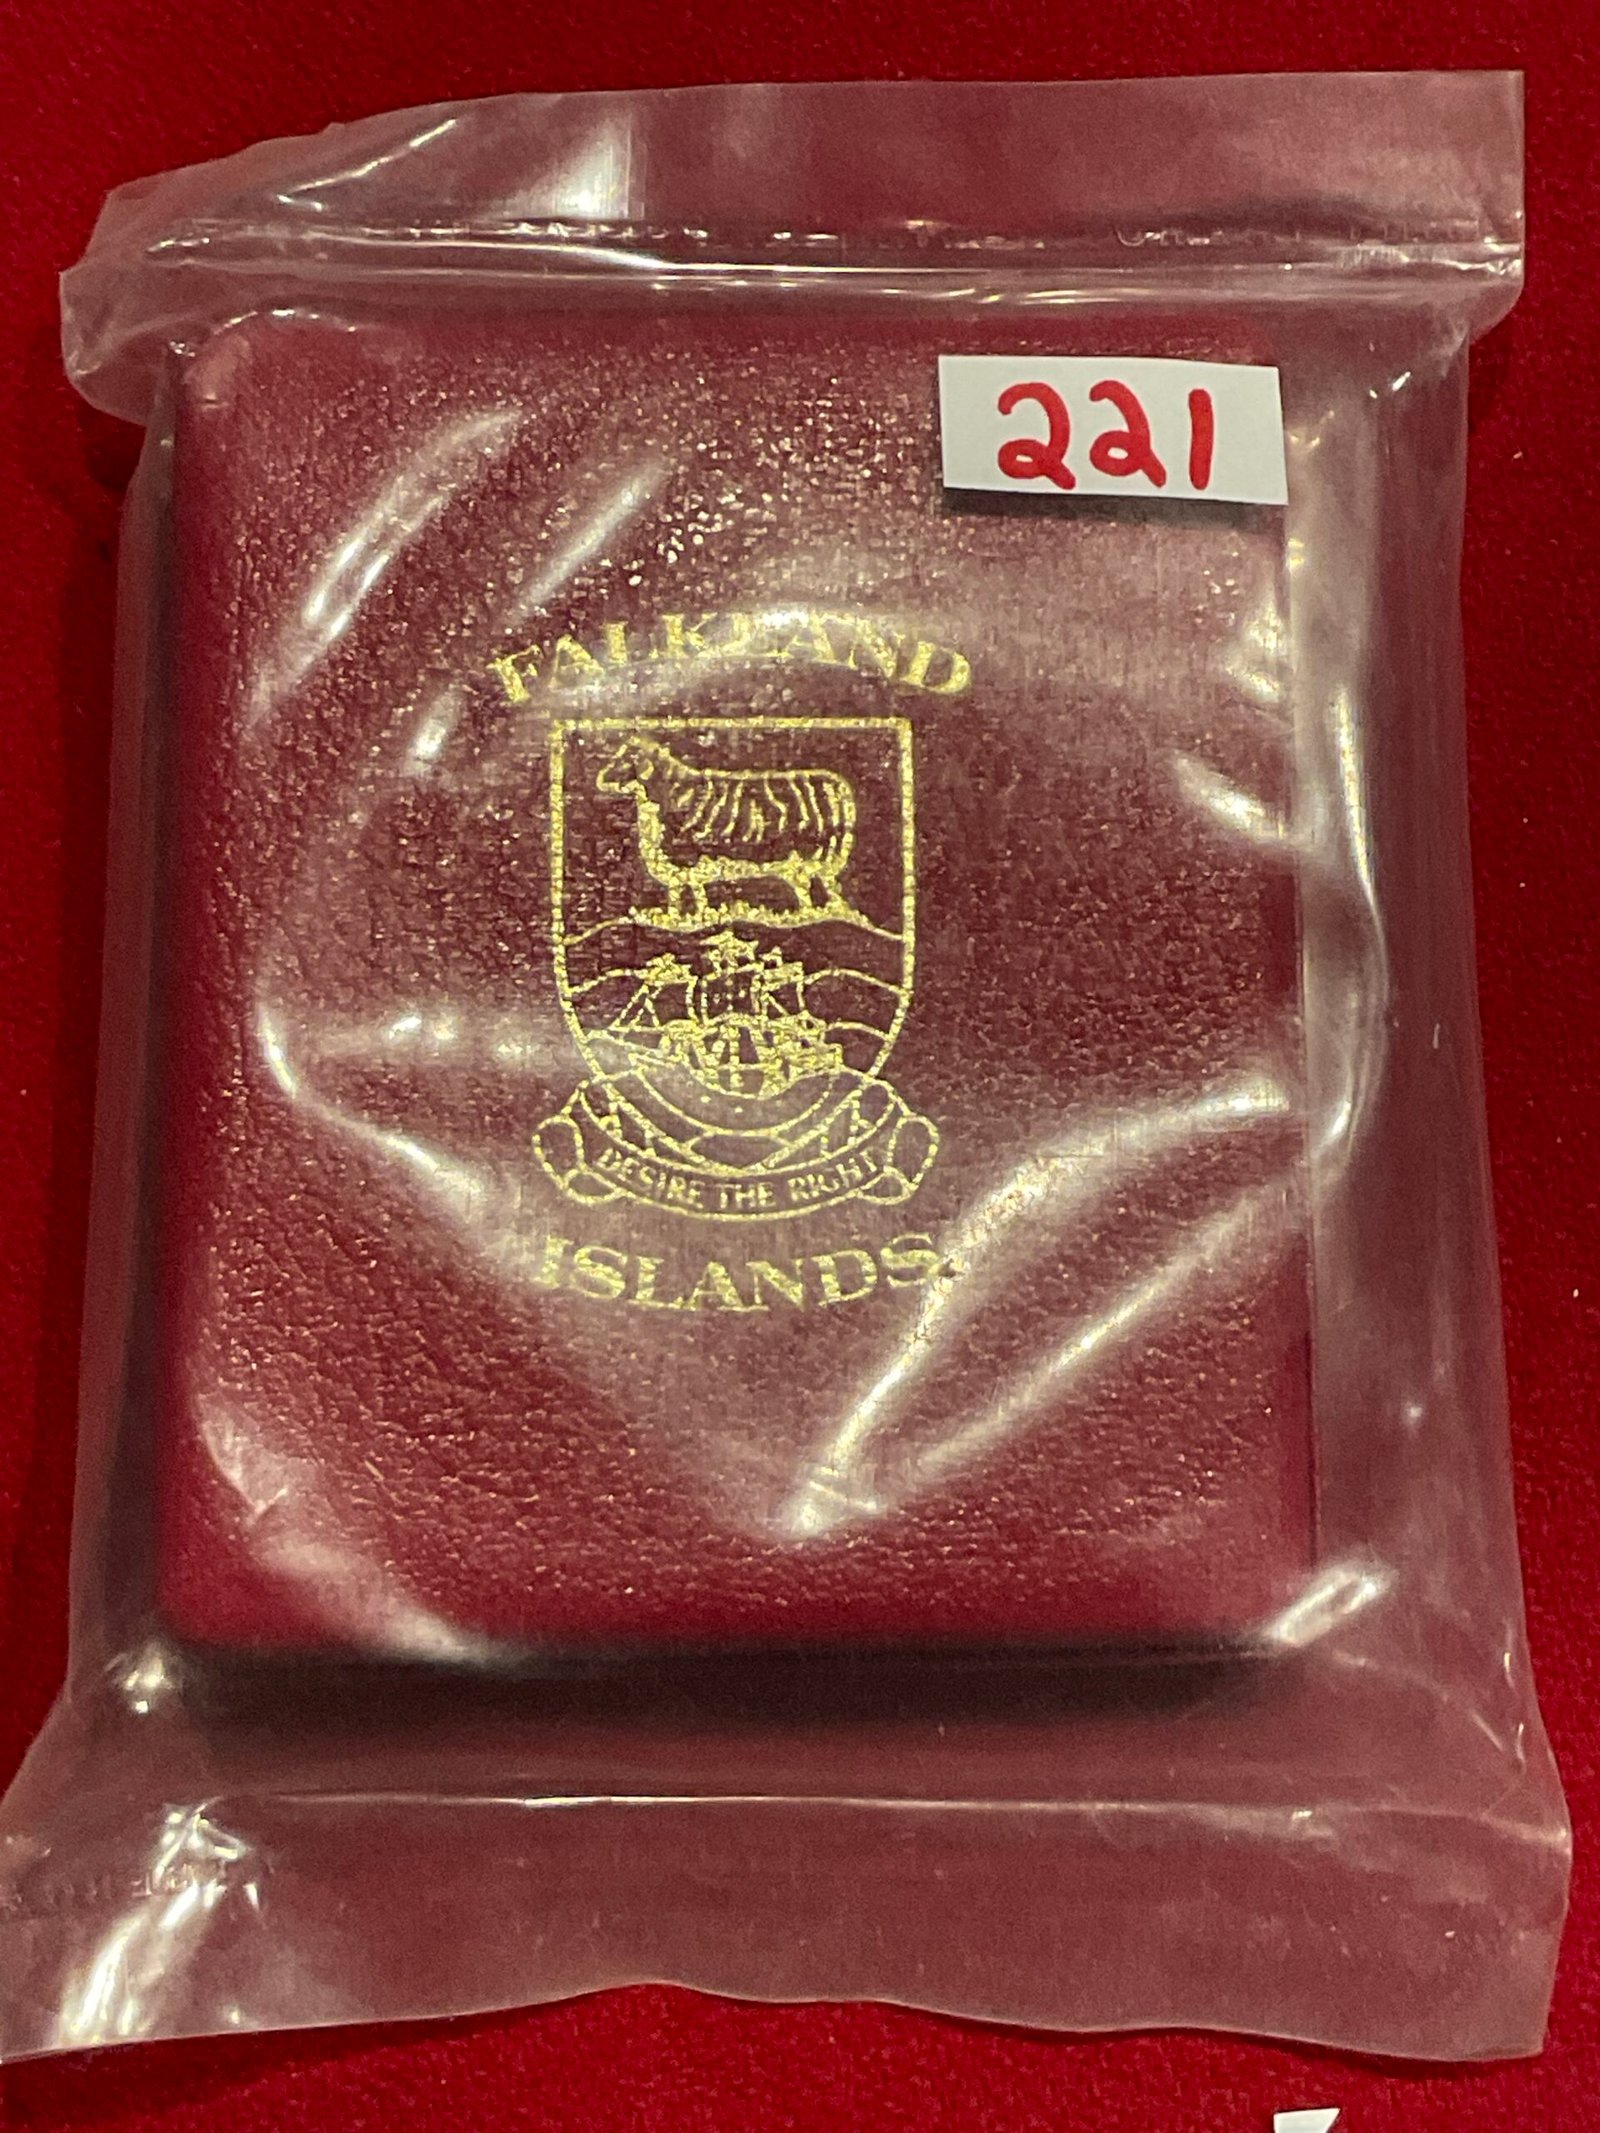 221
FALKLAND
DESIRE THE RIGHT
ISLANDS